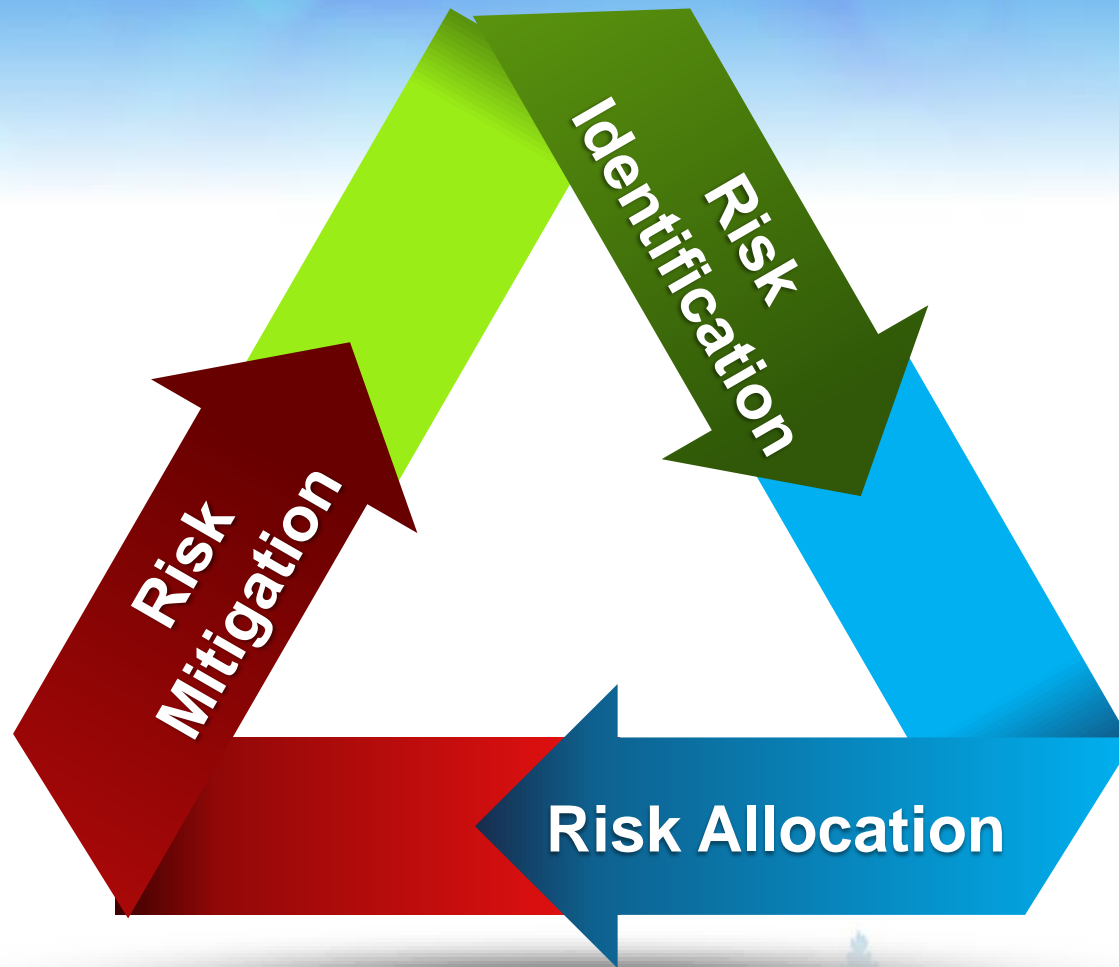 Risk
Identification
Risk Allocation
Risk
Mitigation